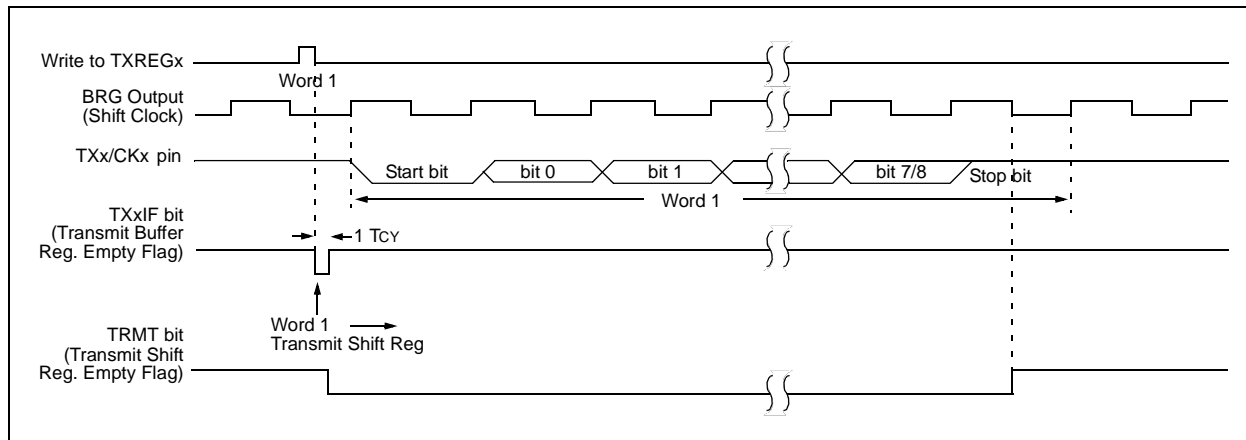 Write to TXREGx
Word 1
BRG Output
(Shift Clock)
TXx/CKx pin
Start bit
bit 0
bit 1
bit 7/8
Stop bit
Word 1
TXxIF bit
(Transmit Buffer
Reg. Empty Flag)
1 TCY
Word 1
Transmit Shift Reg
TRMT bit
(Transmit Shift
Reg. Empty Flag)